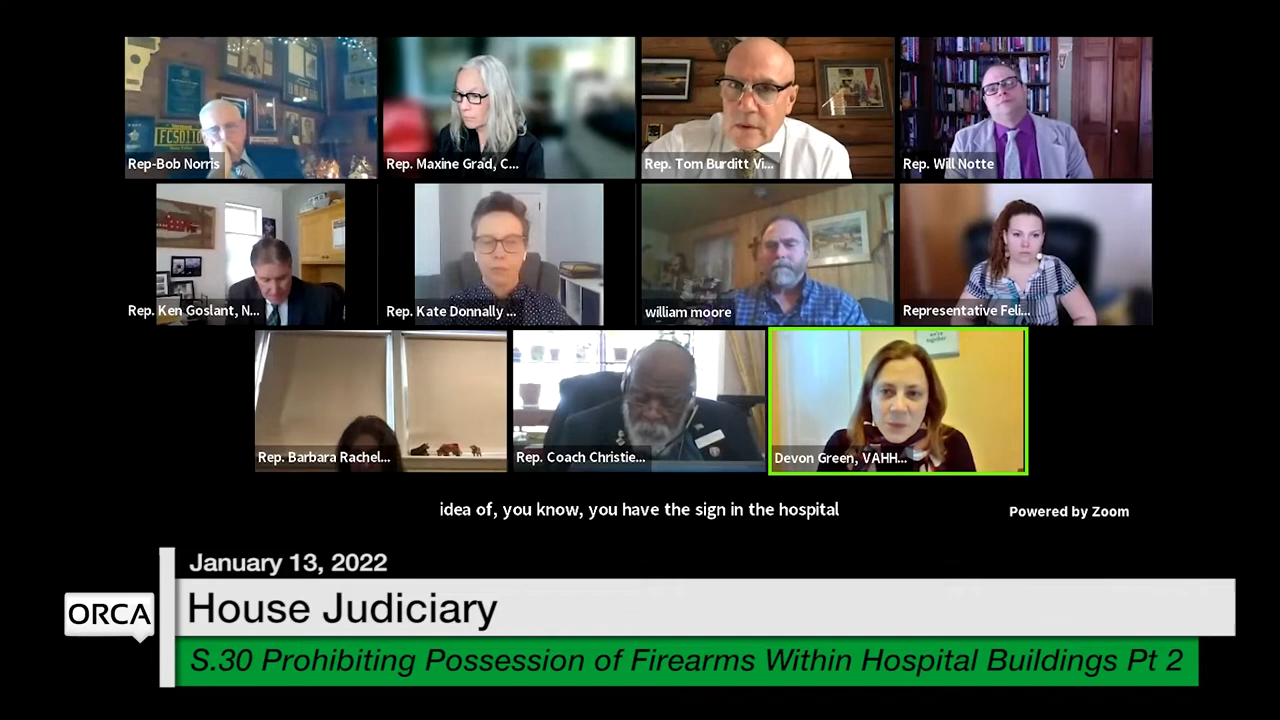 FCSD110
Rep-Bob Norris
Rep. Maxine Grad, C...
Rep. Tom Burditt Vi...
Rep. Will Notte
Rep. Ken Goslant, N...
Rep. Kate Donnally ...
william moore
Representative Feli...
together
Rep. Barbara Rachel...
Rep. Coach Christie...
Devon Green, VAHH...
idea of, you know, you have the sign in the hospital
Powered by Zoom
January 13, 2022
ORCA
House Judiciary
S.30 Prohibiting Possession of Firearms Within Hospital Buildings Pt 2